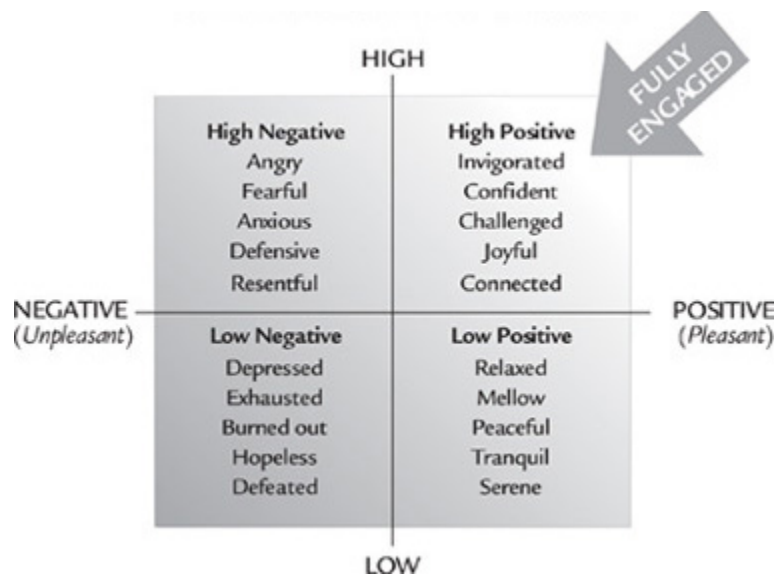 HIGH
FULLY
ENGAGED
High Negative
Angry
Fearful
Anxious
Defensive
Resentful
High Positive
Invigorated
Confident
Challenged
Joyful
Connected
NEGATIVE
(Unpleasant)
POSITIVE
(Pleasant)
Low Negative
Depressed
Exhausted
Burned out
Hopeless
Defeated
Low Positive
Relaxed
Mellow
Peaceful
Tranquil
Serene
LOW